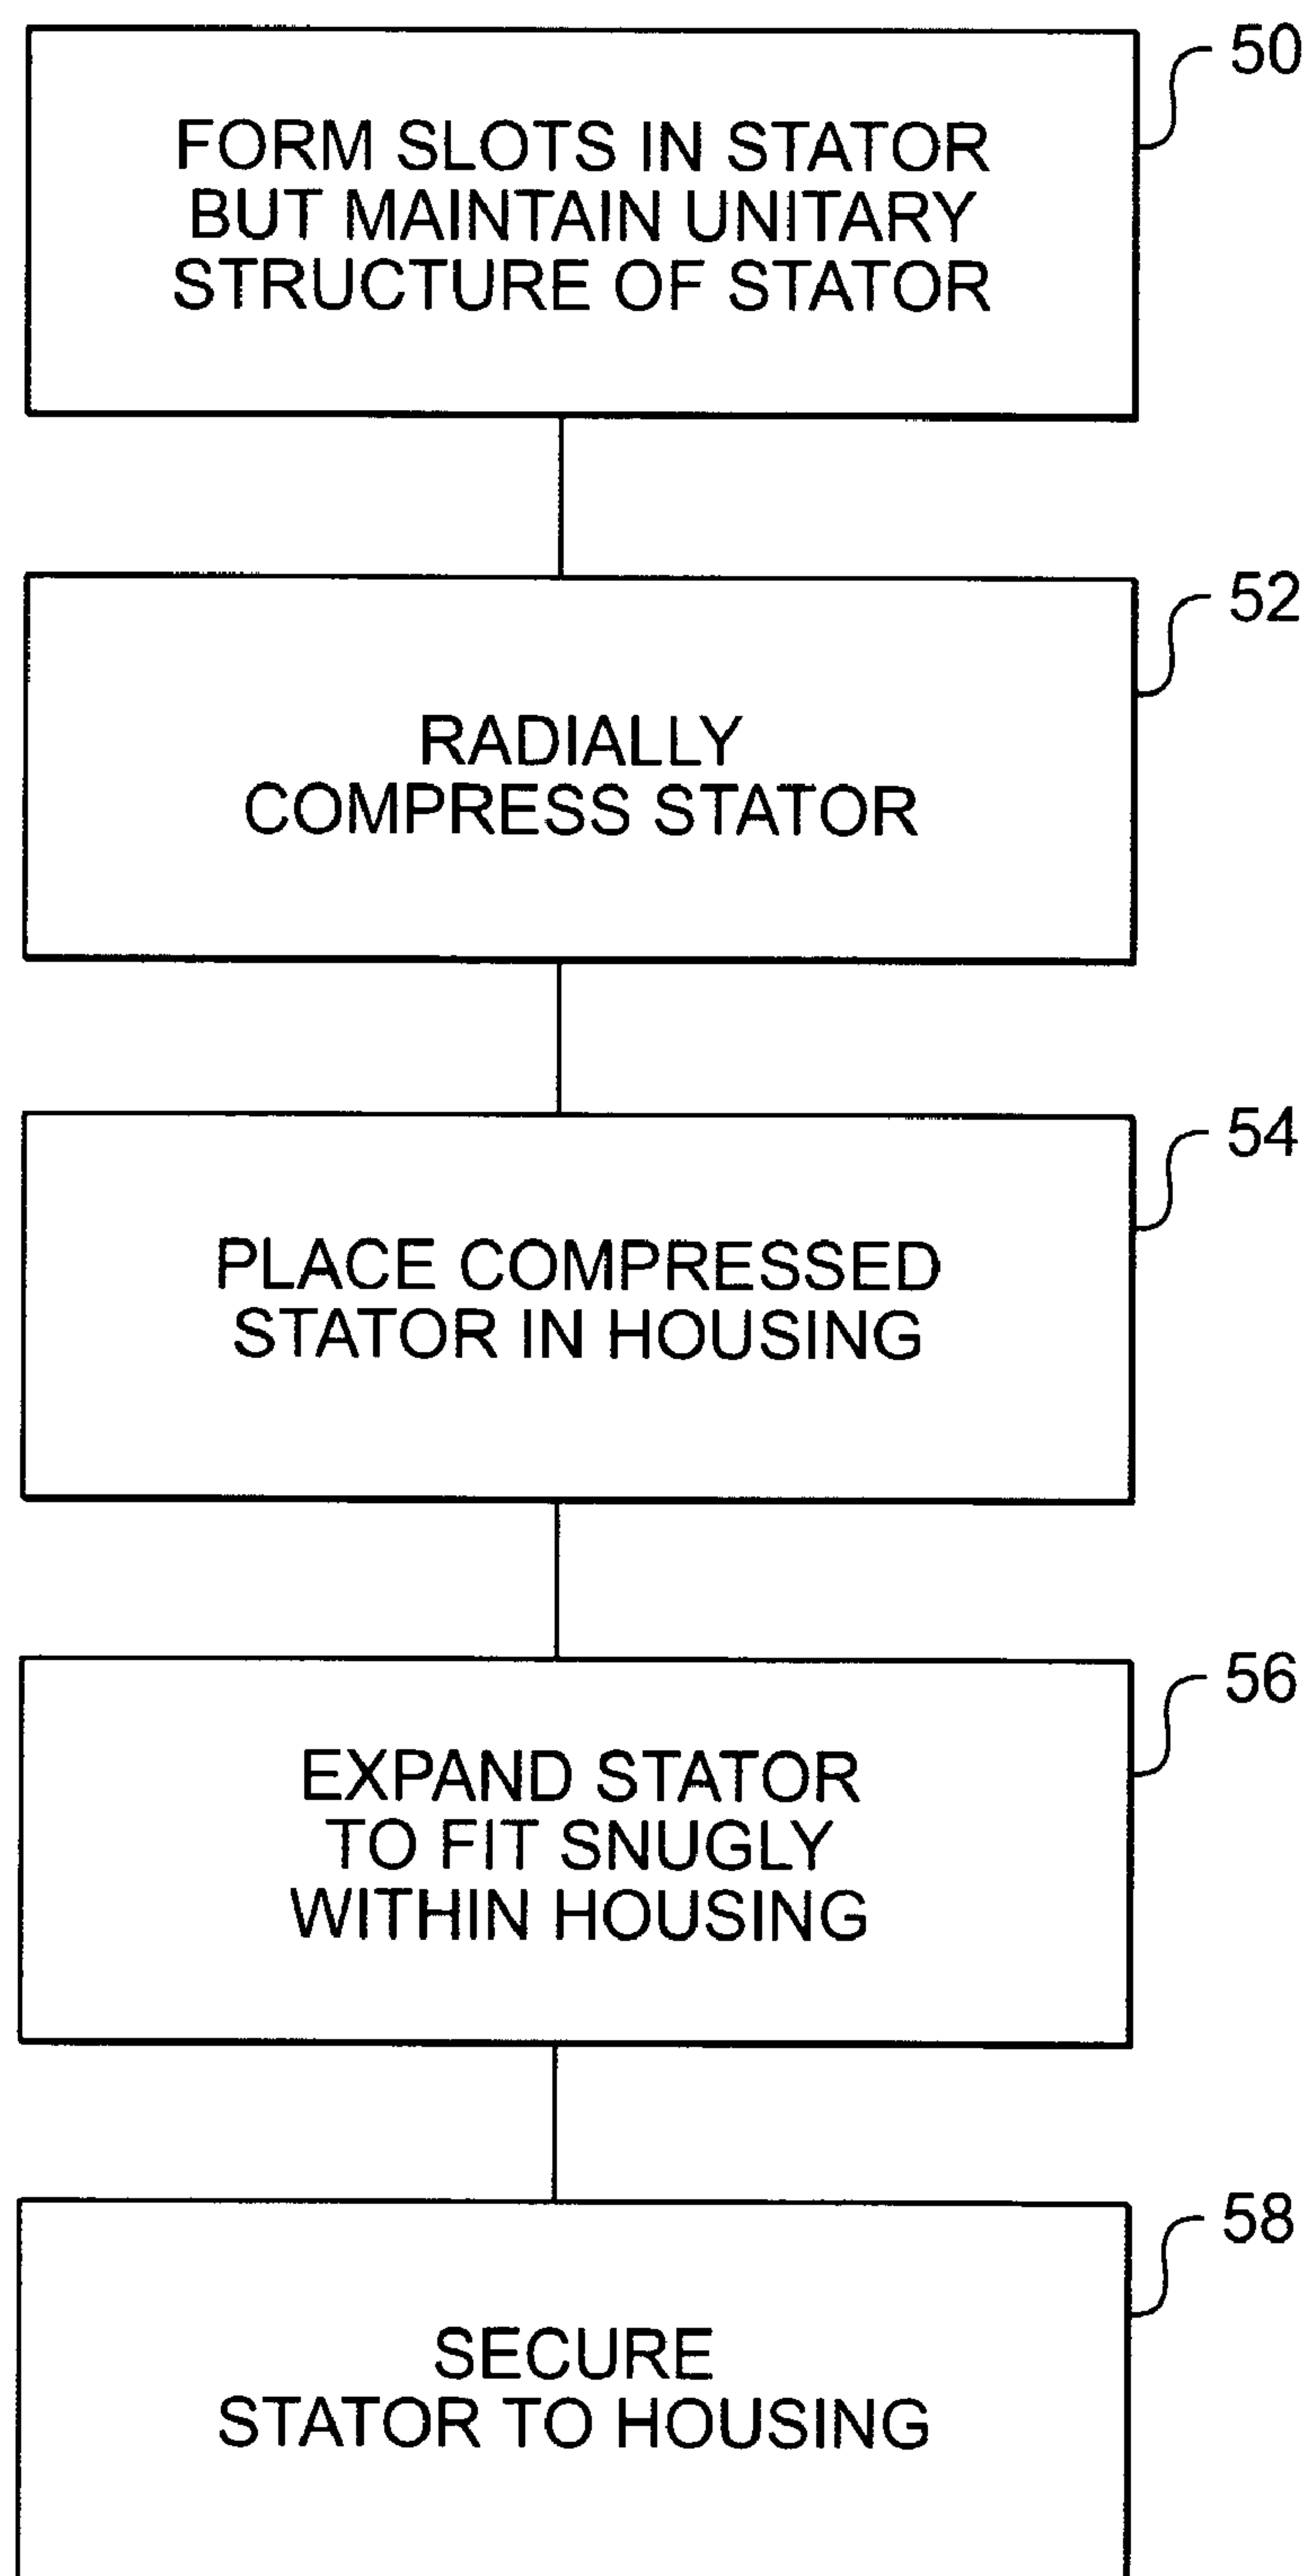 50
FORM SLOTS IN STATOR
BUT MAINTAIN UNITARY
STRUCTURE OF STATOR
52
RADIALLY
COMPRESS STATOR
54
PLACE COMPRESSED
STATOR IN HOUSING
56
EXPAND STATOR
TO FIT SNUGLY
WITHIN HOUSING
58
SECURE
STATOR TO HOUSING